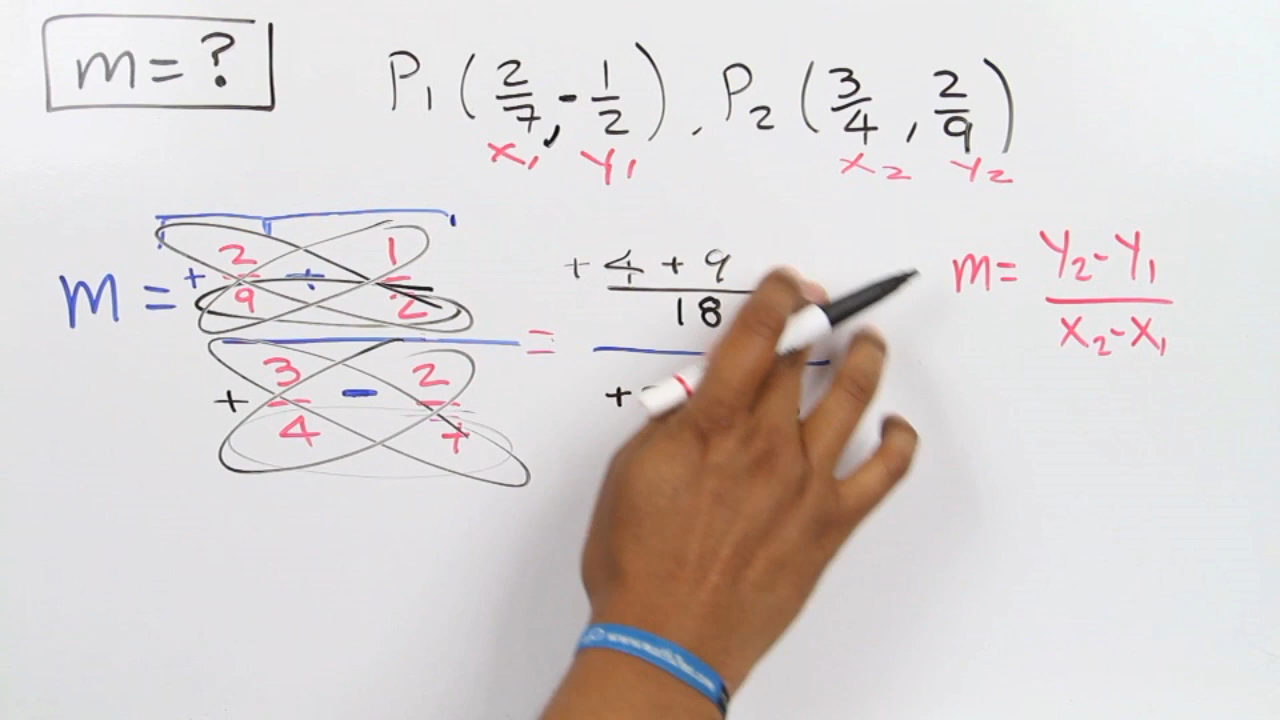 m = ?
P1 ( 2/7 , - 1/2 ) , P2 ( 3/4 , 2/9 )
x1 y1 x2 y2
m = + 2/9 + 1/2 = + 4 + 9 / 18
+ 3/4 - 2/7 +
m = y2 - y1 / x2 - x1